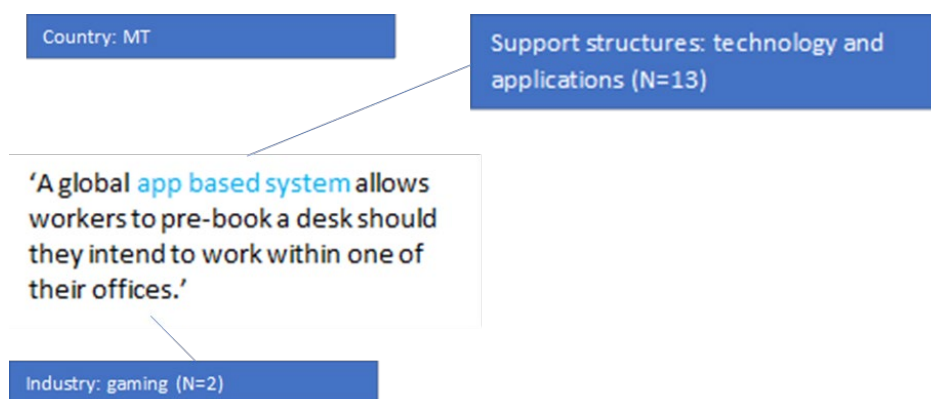 Country: MT
Support structures: technology and
applications (N=13)
‘A global app based system allows
workers to pre-book a desk should
they intend to work within one of
their offices.’
Industry: gaming (N=2)